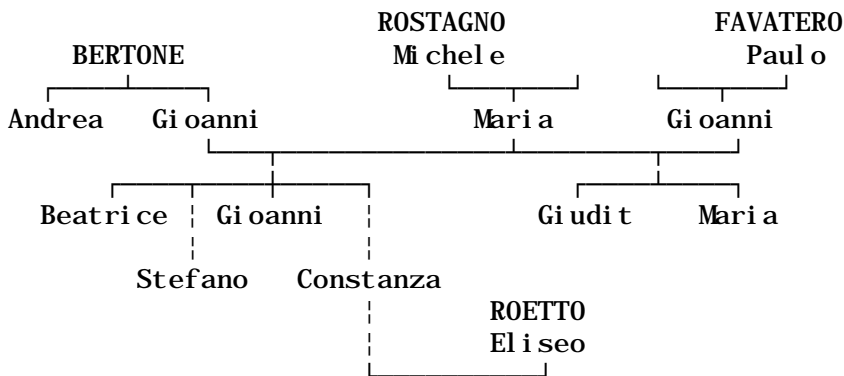 ROSTAGNO FAVATERO
BERTONE Michele Paulo
Andrea Gioanni Maria Gioanni
Beatrice Gioanni Giudit Maria
Stefano Constanza
ROETTO
Eliseo